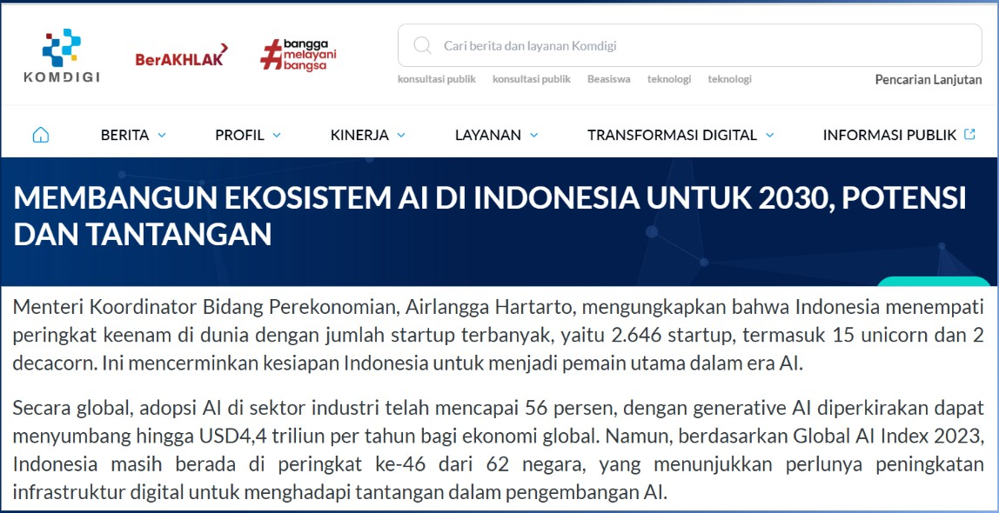 KOMDIGI
BerAKHLAK
#bangga
melayani
bangsa
Cari berita dan layanan Komdigi
konsultasi publik konsultasi publik Beasiswa teknologi teknologi Pencarian Lanjutan
BERITA PROFIL KINERJA LAYANAN TRANSFORMASI DIGITAL INFORMASI PUBLIK
MEMBANGUN EKOSISTEM AI DI INDONESIA UNTUK 2030, POTENSI
DAN TANTANGAN
Menteri Koordinator Bidang Perekonomian, Airlangga Hartarto, mengungkapkan bahwa Indonesia menempati
peringkat keenam di dunia dengan jumlah startup terbanyak, yaitu 2.646 startup, termasuk 15 unicorn dan 2
decacorn. Ini mencerminkan kesiapan Indonesia untuk menjadi pemain utama dalam era AI.
Secara global, adopsi AI di sektor industri telah mencapai 56 persen, dengan generative AI diperkirakan dapat
menyumbang hingga USD4,4 triliun per tahun bagi ekonomi global. Namun, berdasarkan Global AI Index 2023,
Indonesia masih berada di peringkat ke-46 dari 62 negara, yang menunjukkan perlunya peningkatan
infrastruktur digital untuk menghadapi tantangan dalam pengembangan AI.